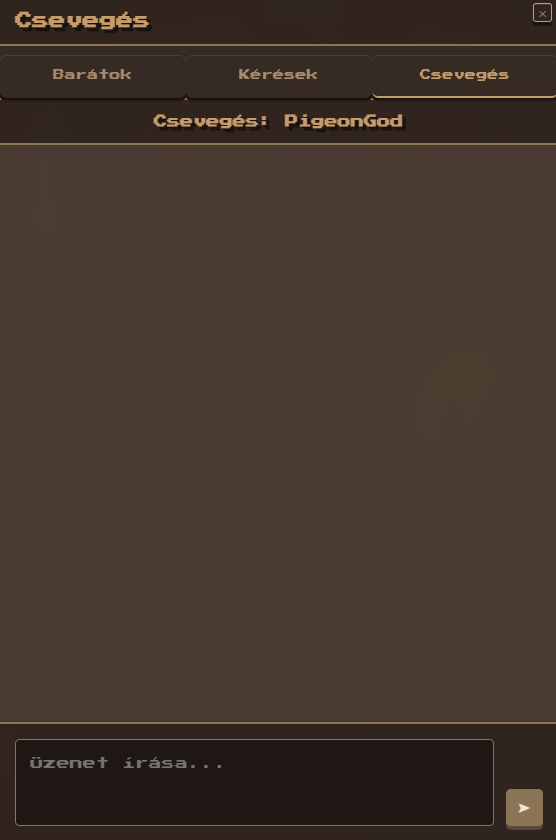 Csevegés
Barátok Kérések Csevegés
Csevegés: PigeonGod
üzenet írása...